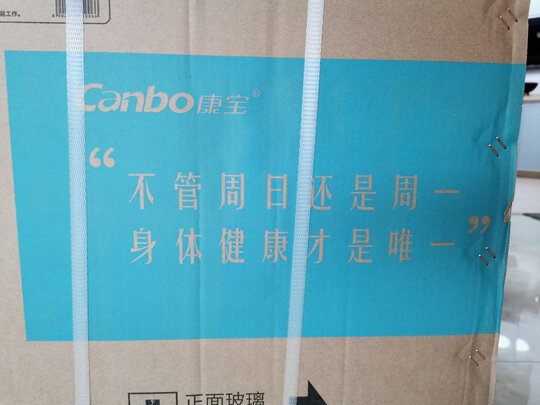 Canbo康宝®
“不管周日还是周一
身体健康才是唯一”
正面玻璃